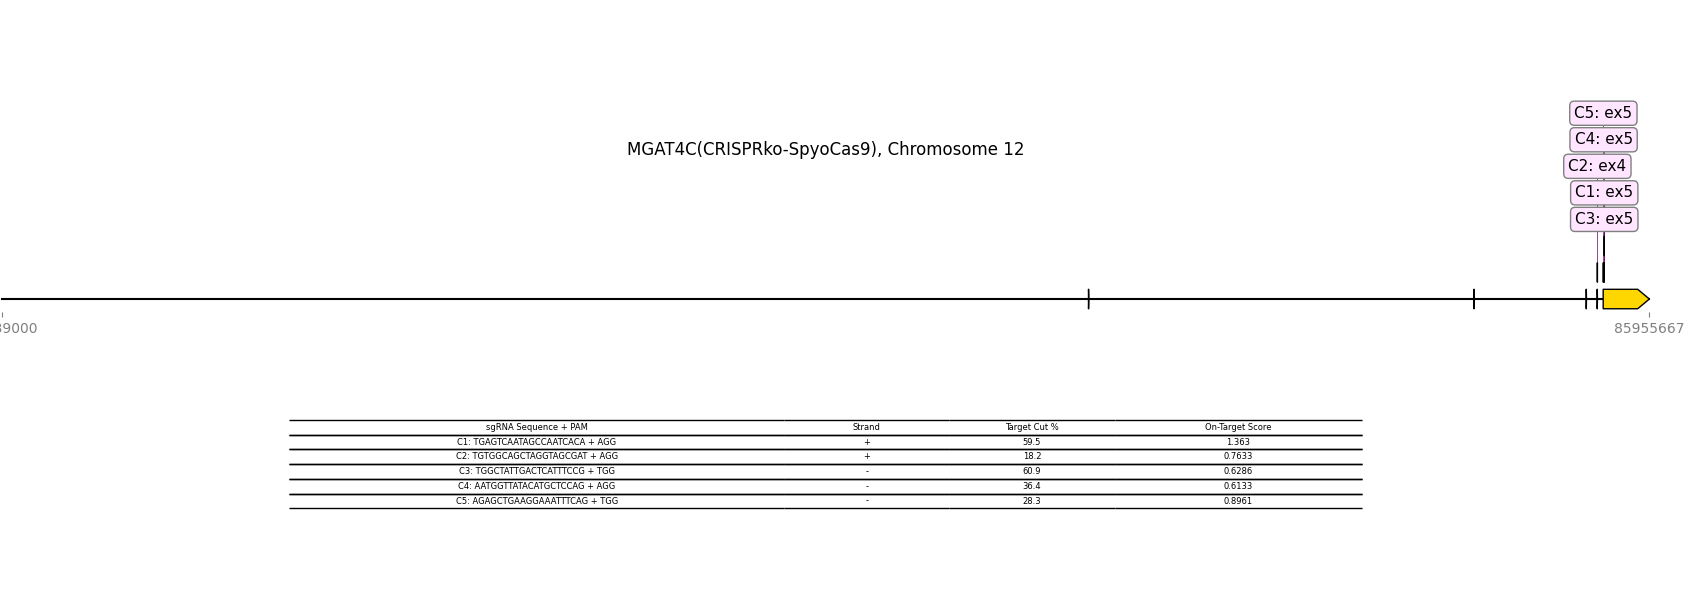 C5: ex5
C4: ex5
MGAT4C(CRISPRko-SpyoCas9), Chromosome 12
C2: ex4
C1: ex5
C3: ex5
39000
85955667
sgRNA Sequence + PAM Strand Target Cut % On-Target Score
C1: TGAGTCAATAGCCAATCACA + AGG + 59.5 1.363
C2: TGTGGCAGCTAGGTAGCGAT + AGG + 18.2 0.7633
C3: TGGCTATTGACTCATTTCCG + TGG - 60.9 0.6286
C4: AATGGTTATACATGCTCCAG + AGG - 36.4 0.6133
C5: AGAGCTGAAGGAAATTTCAG + TGG - 28.3 0.8961